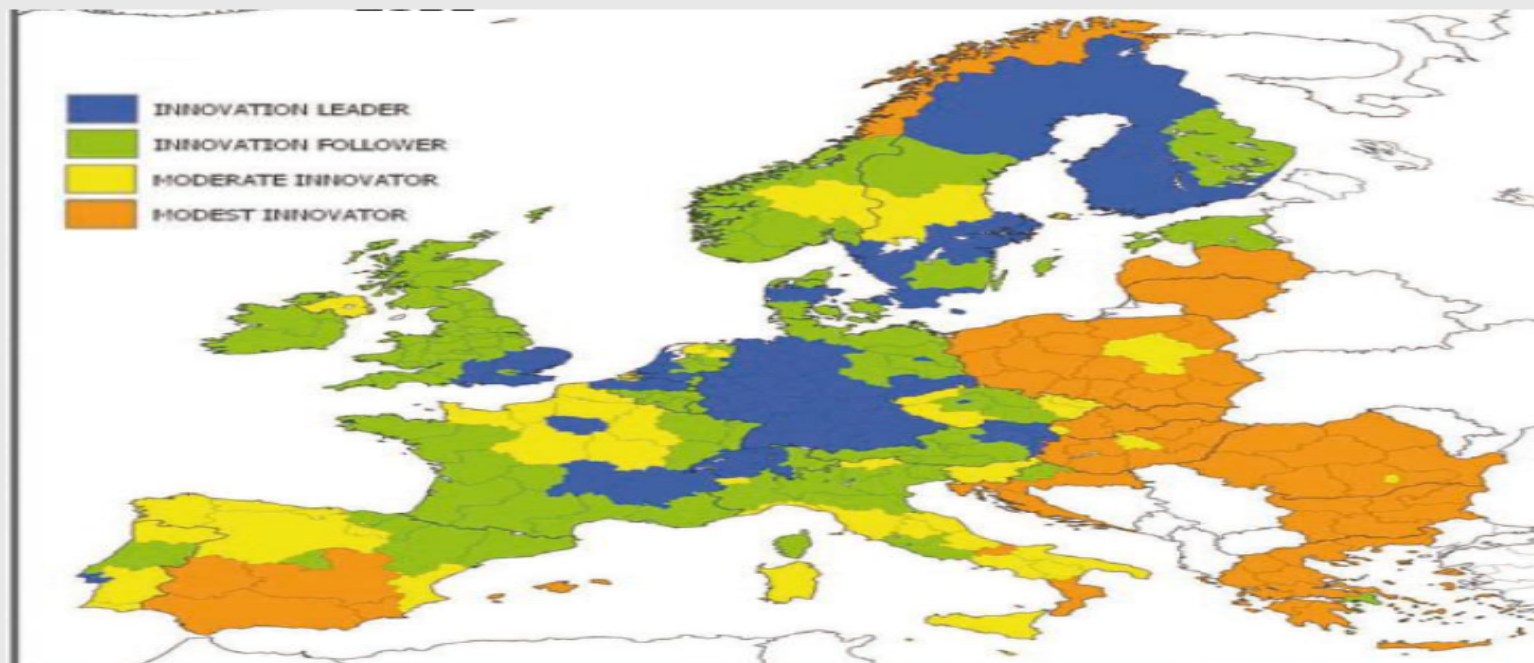 INNOVATION LEADER
INNOVATION FOLLOWER
MODERATE INNOVATOR
MODEST INNOVATOR